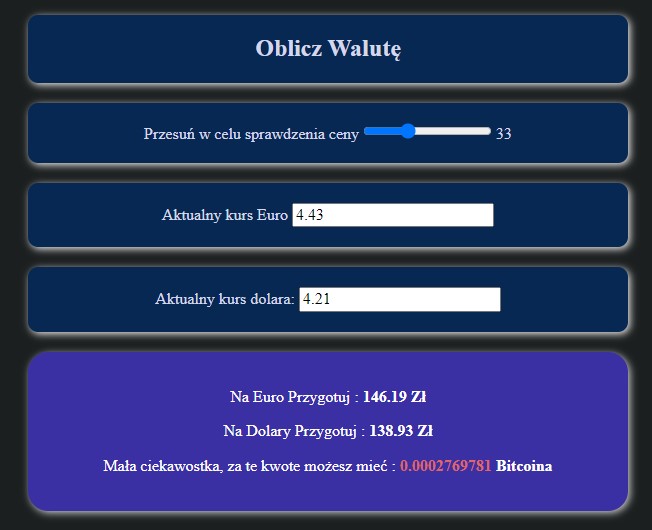 Oblicz Walutę
Przesuń w celu sprawdzenia ceny 33
Aktualny kurs Euro 4.43
Aktualny kurs dolara: 4.21
Na Euro Przygotuj : 146.19 Zł
Na Dolary Przygotuj : 138.93 Zł
Mała ciekawostka, za te kwote możesz mieć : 0.0002769781 Bitcoina